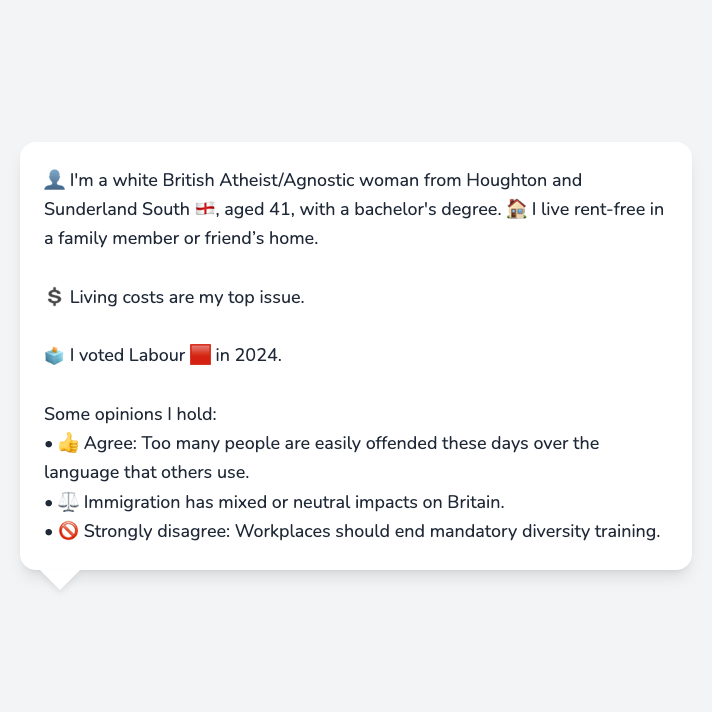 👤 I'm a white British Atheist/Agnostic woman from Houghton and
Sunderland South 🏴󠁧󠁢󠁥󠁮󠁧󠁿, aged 41, with a bachelor's degree. 🏠 I live rent-free in
a family member or friend’s home.
💲 Living costs are my top issue.
🗳️ I voted Labour 🟥 in 2024.
Some opinions I hold:
• 👍 Agree: Too many people are easily offended these days over the
language that others use.
• ⚖️ Immigration has mixed or neutral impacts on Britain.
• 🚫 Strongly disagree: Workplaces should end mandatory diversity training.